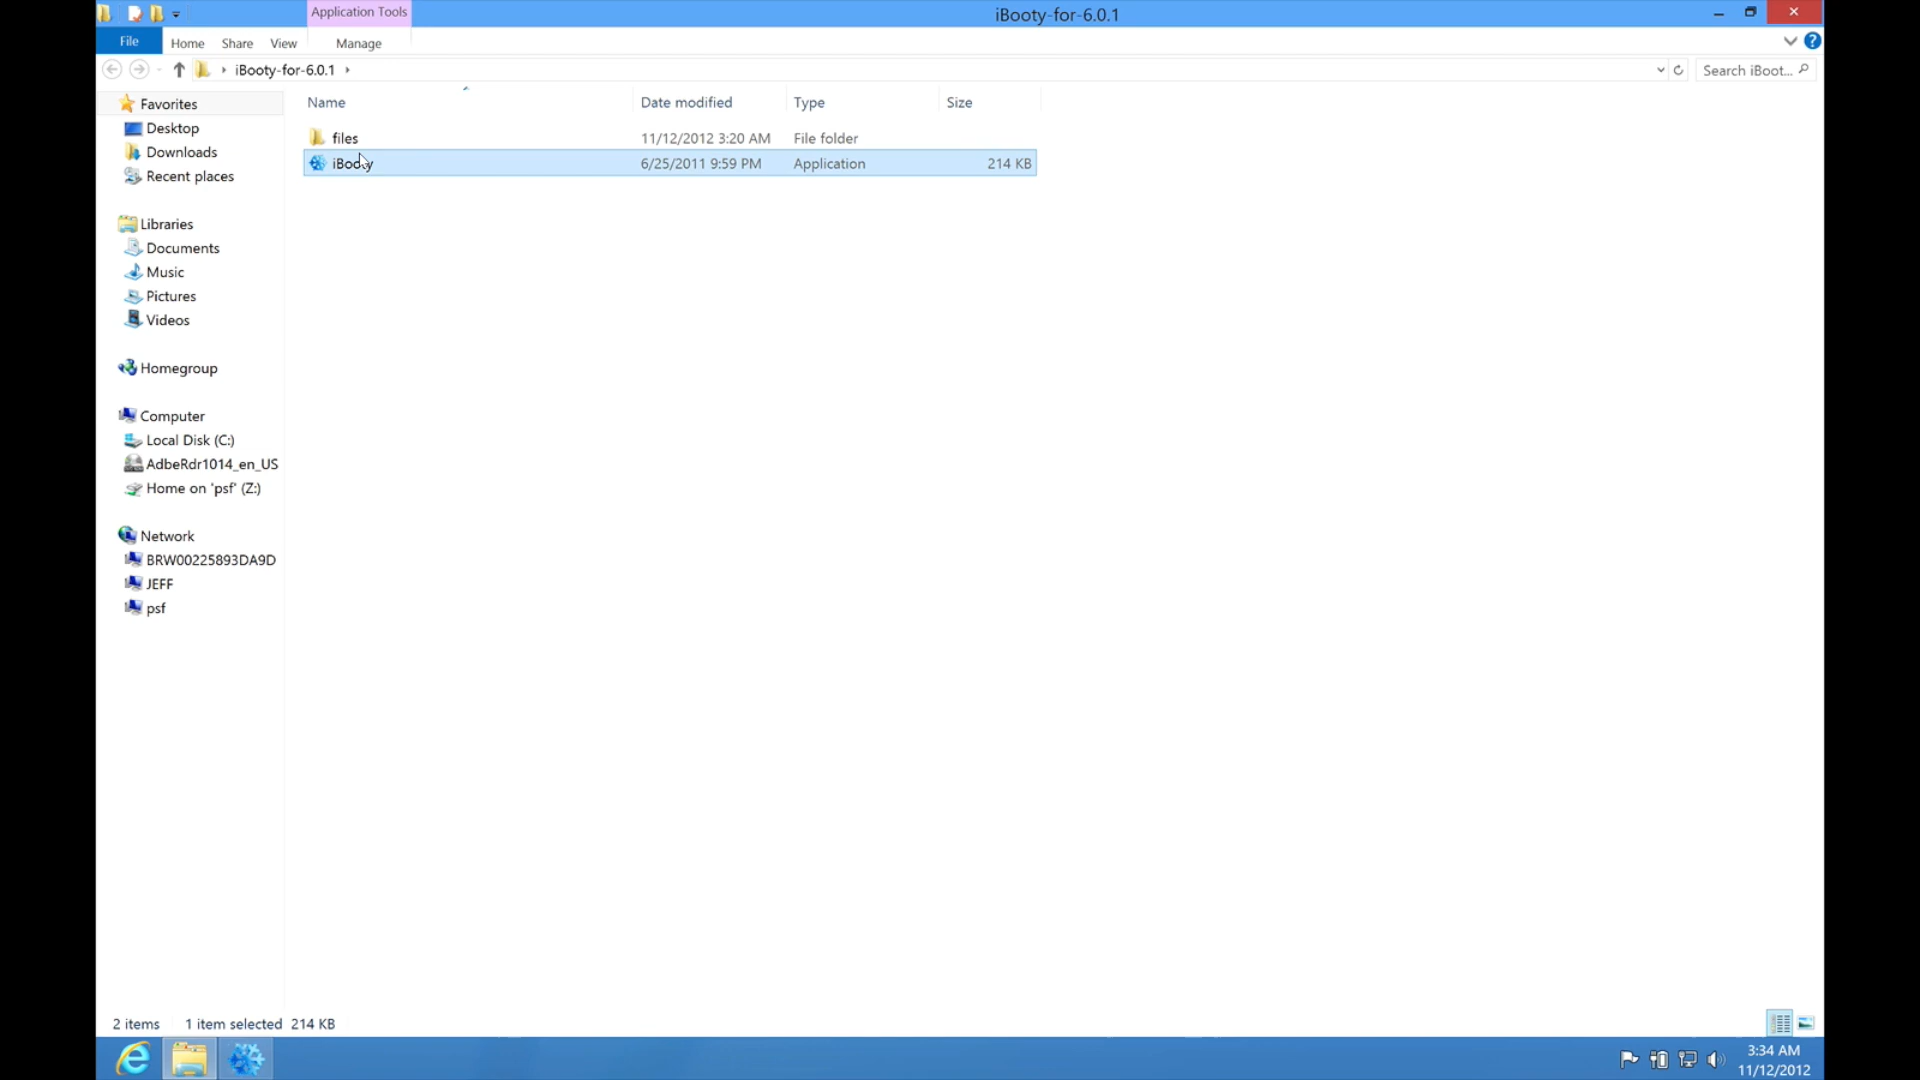 Application Tools
iBooty-for-6.0.1
File
Home
Share
View
Manage
iBooty-for-6.0.1
Search iBoot...
Name
Date modified
Type
Size
files
11/12/2012 3:20 AM
File folder
iBooty
6/25/2011 9:59 PM
Application
214 KB
Favorites
Desktop
Downloads
Recent places
Libraries
Documents
Music
Pictures
Videos
Homegroup
Computer
Local Disk (C:)
AdbeRdr1014_en_US
Home on 'psf' (Z:)
Network
BRW00225893DA9D
JEFF
psf
2 items
1 item selected 214 KB
3:34 AM
11/12/2012